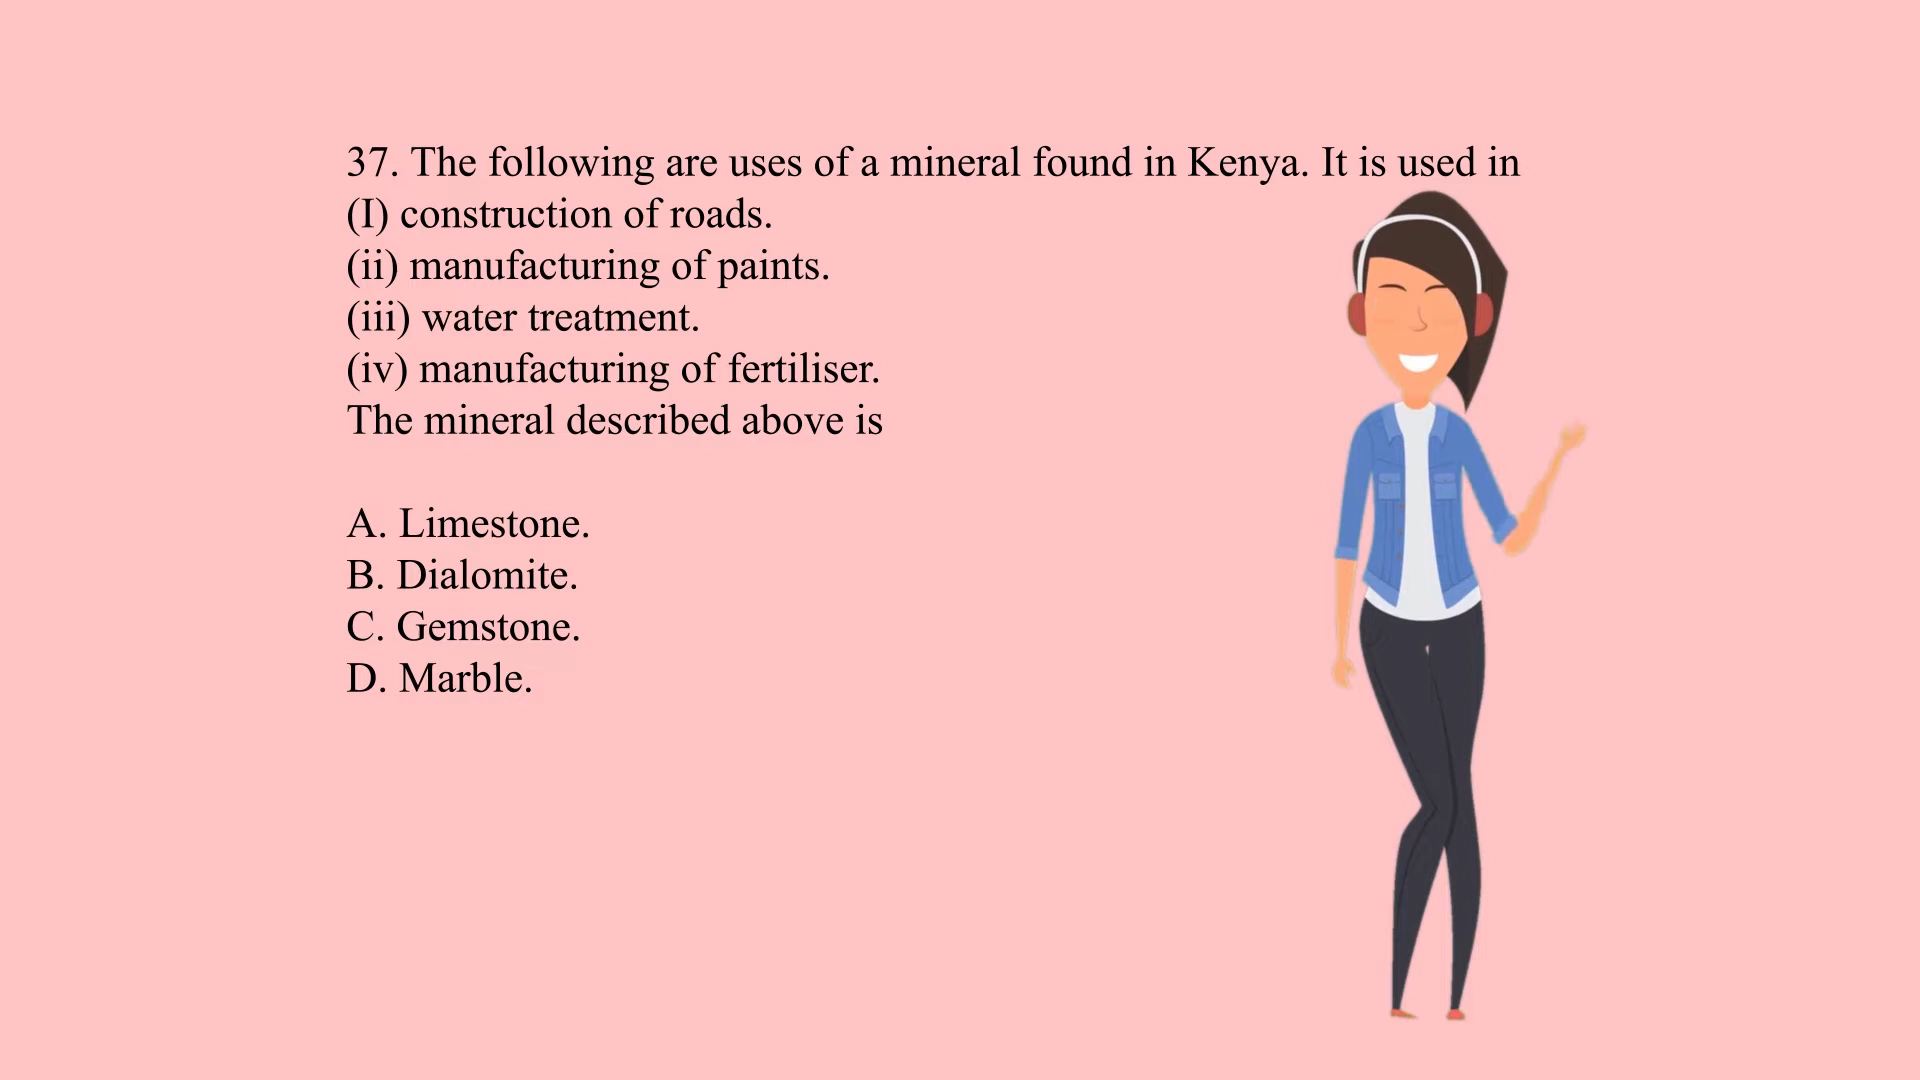 37. The following are uses of a mineral found in Kenya. It is used in
(I) construction of roads.
(ii) manufacturing of paints.
(iii) water treatment.
(iv) manufacturing of fertiliser.
The mineral described above is
A. Limestone.
B. Dialomite.
C. Gemstone.
D. Marble.